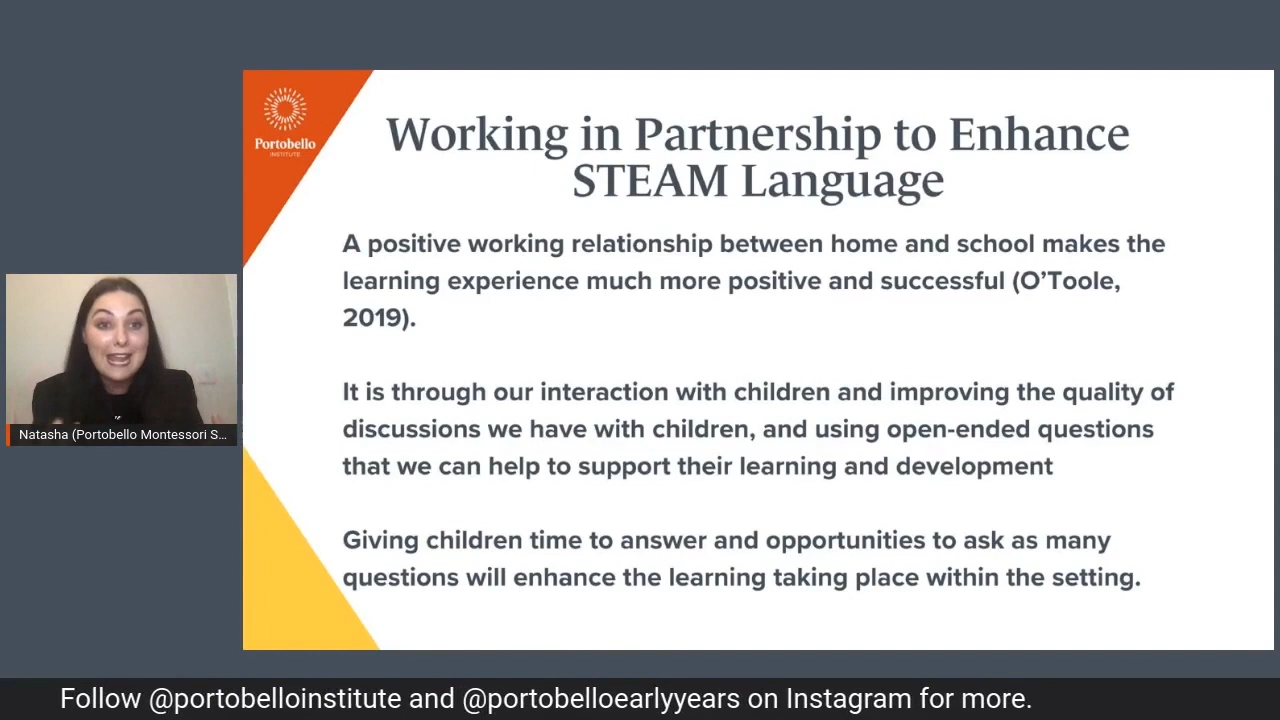 Portobello
INSTITUTE
Working in Partnership to Enhance
STEAM Language
A positive working relationship between home and school makes the
learning experience much more positive and successful (O'Toole,
2019).
It is through our interaction with children and improving the quality of
discussions we have with children, and using open-ended questions
that we can help to support their learning and development
Giving children time to answer and opportunities to ask as many
questions will enhance the learning taking place within the setting.
Natasha (Portobello Montessori S...
Follow @portobelloinstitute and @portobelloearlyyears on Instagram for more.